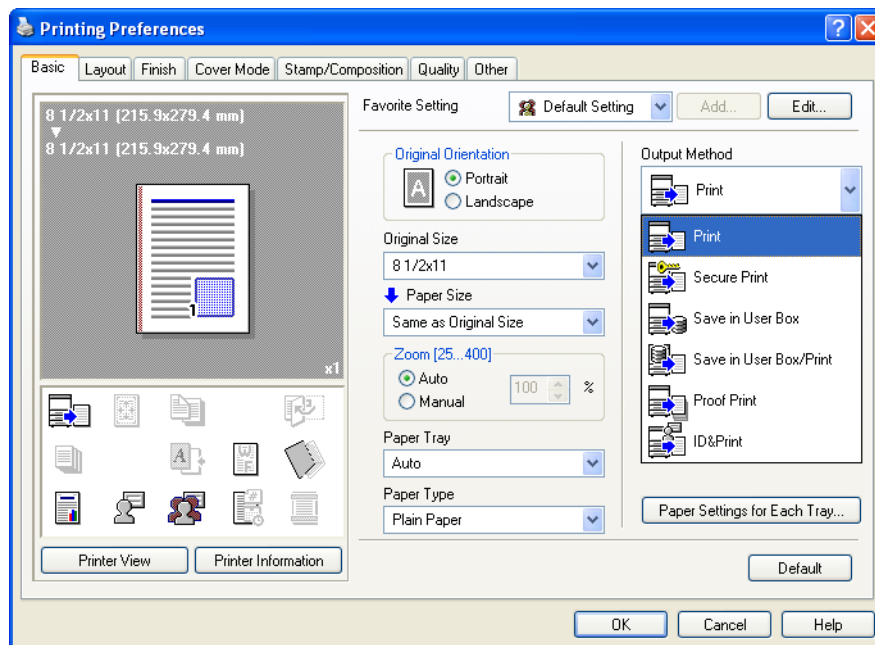 Printing Preferences
Basic
Layout
Finish
Cover Mode
Stamp/Composition
Quality
Other
8 1/2x11 (215.9x279.4 mm)
8 1/2x11 (215.9x279.4 mm)
1
x1
Printer View
Printer Information
Favorite Setting
Default Setting
Add...
Edit...
Original Orientation
A
Portrait
Landscape
Original Size
8 1/2x11
Paper Size
Same as Original Size
Zoom [25...400]
Auto
Manual
100
%
Paper Tray
Auto
Paper Type
Plain Paper
Output Method
Print
Print
Secure Print
Save in User Box
Save in User Box/Print
Proof Print
ID&Print
Paper Settings for Each Tray...
Default
OK
Cancel
Help